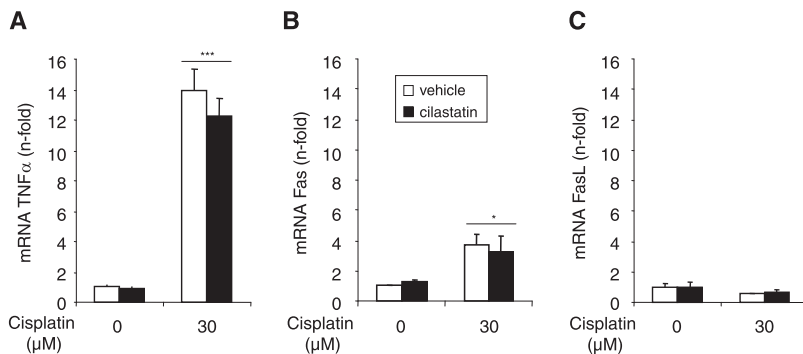 A
mRNA TNFα (n-fold)
16
14
12
10
8
6
4
2
0
***
Cisplatin
(µM)
0
30
B
mRNA Fas (n-fold)
16
14
12
10
8
6
4
2
0
vehicle
cilastatin
*
Cisplatin
(µM)
0
30
C
mRNA FasL (n-fold)
16
14
12
10
8
6
4
2
0
Cisplatin
(µM)
0
30